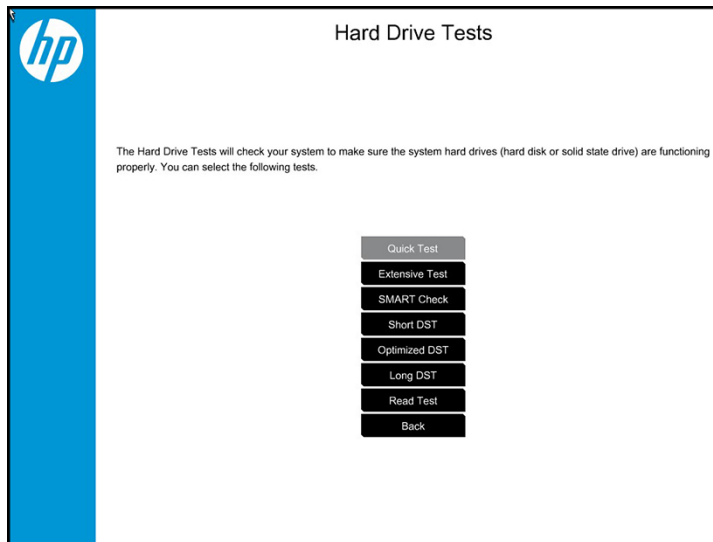 hp
Hard Drive Tests
The Hard Drive Tests will check your system to make sure the system hard drives (hard disk or solid state drive) are functioning
properly. You can select the following tests.
Quick Test
Extensive Test
SMART Check
Short DST
Optimized DST
Long DST
Read Test
Back